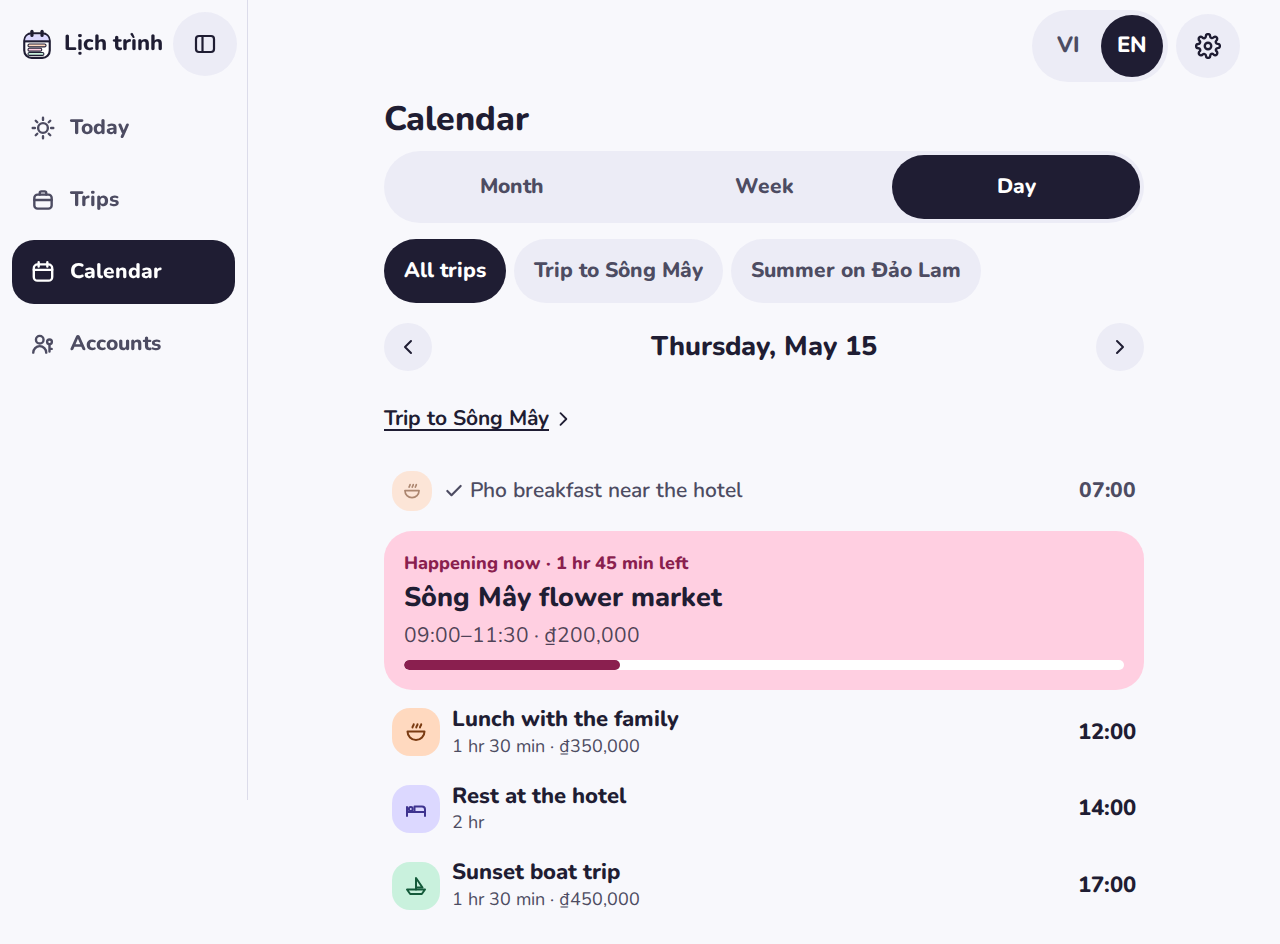 Lịch trình
VI
EN
Today
Trips
Calendar
Accounts
Calendar
Month
Week
Day
All trips
Trip to Sông Mây
Summer on Đảo Lam
Thursday, May 15
Trip to Sông Mây
Pho breakfast near the hotel
07:00
Happening now · 1 hr 45 min left
Sông Mây flower market
09:00–11:30 · ₫200,000
Lunch with the family
1 hr 30 min · ₫350,000
12:00
Rest at the hotel
2 hr
14:00
Sunset boat trip
1 hr 30 min · ₫450,000
17:00